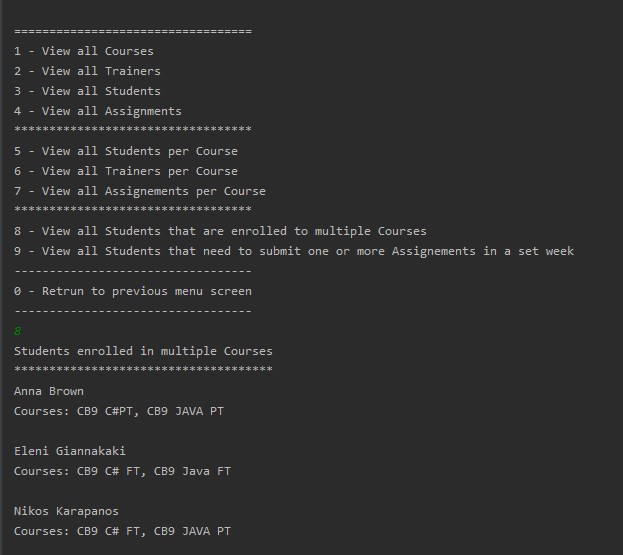 ==================================
1 - View all Courses
2 - View all Trainers
3 - View all Students
4 - View all Assignments
**********************************
5 - View all Students per Course
6 - View all Trainers per Course
7 - View all Assignements per Course
**********************************
8 - View all Students that are enrolled to multiple Courses
9 - View all Students that need to submit one or more Assignements in a set week
----------------------------------
0 - Retrun to previous menu screen
----------------------------------
8
Students enrolled in multiple Courses
*************************************
Anna Brown
Courses: CB9 C#PT, CB9 JAVA PT
Eleni Giannakaki
Courses: CB9 C# FT, CB9 Java FT
Nikos Karapanos
Courses: CB9 C# FT, CB9 JAVA PT